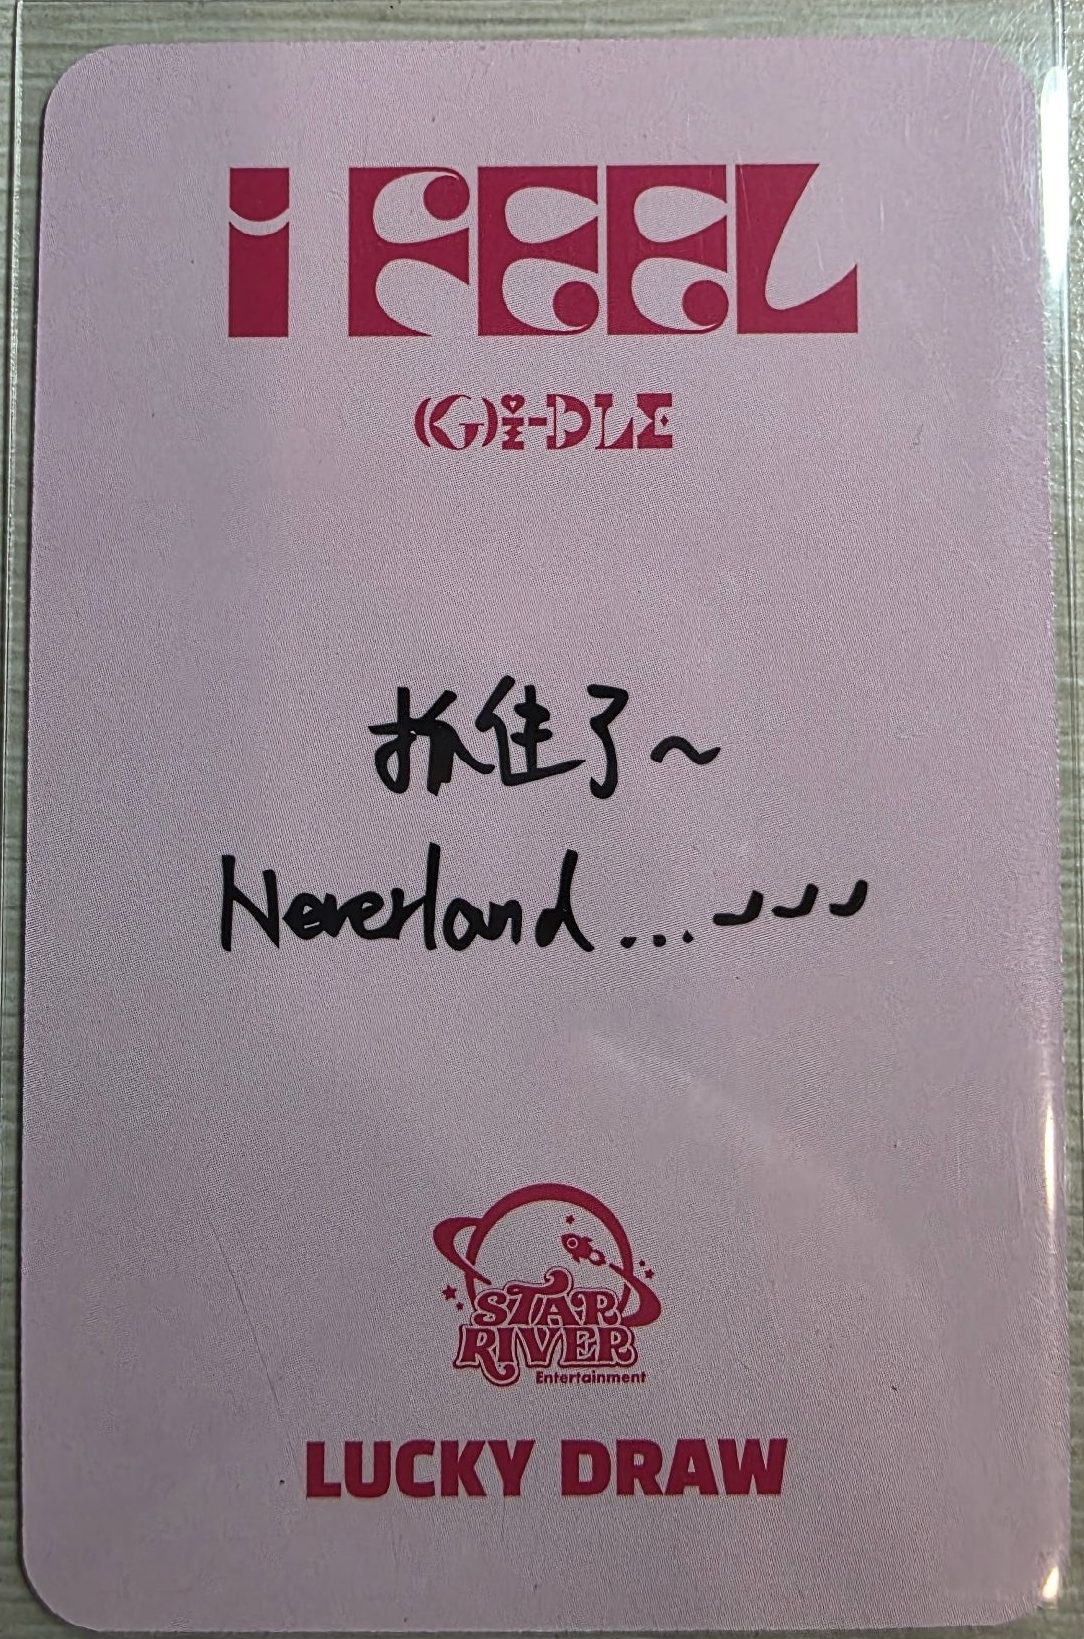 i FEEL
(G)I-DLE
抓住了~
Neverland...
STAR
RIVER
Entertainment
LUCKY DRAW